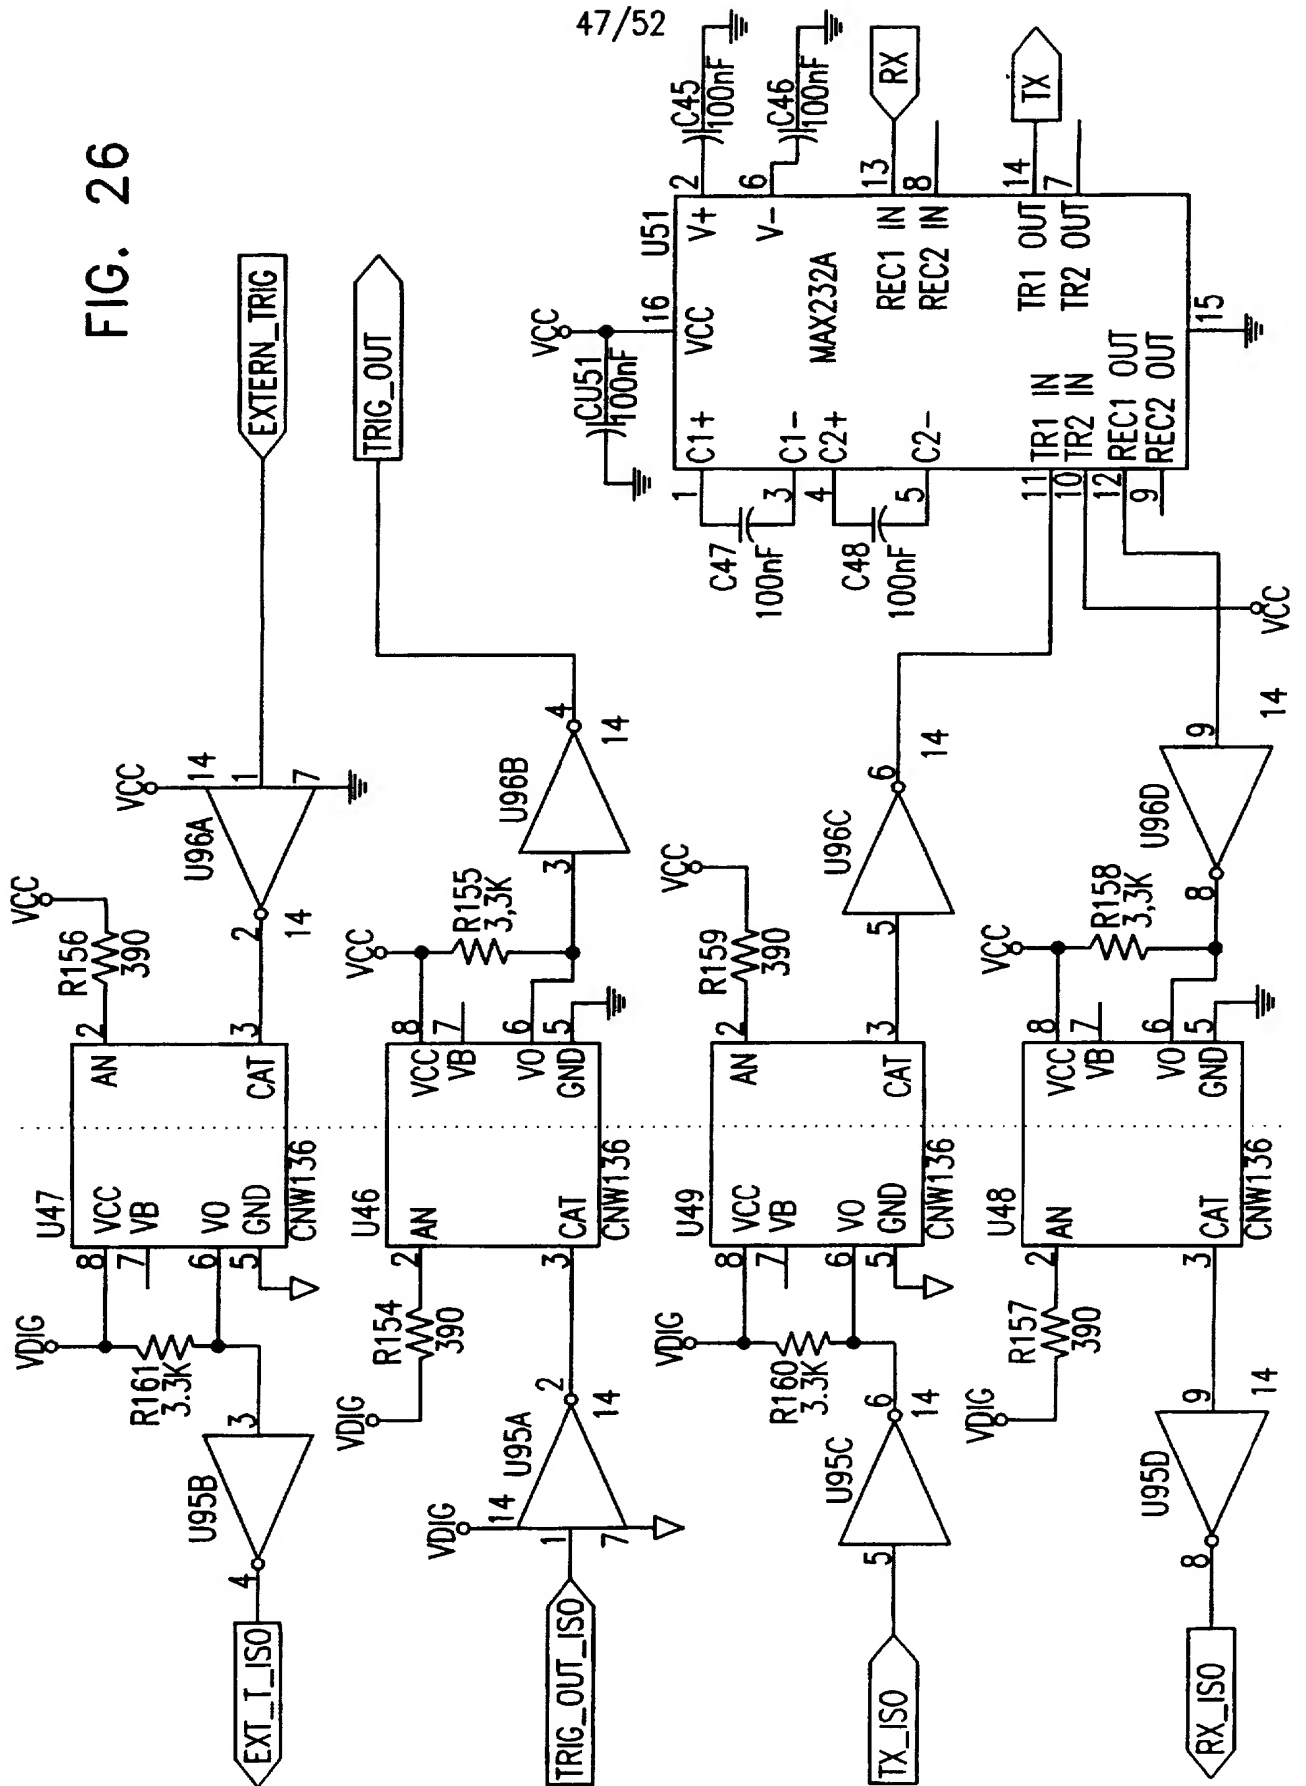 47/52
FIG. 26
EXT_T_ISO
4
U95B
3
VDIG
R161
3.3K
8
7
6
5
U47
VCC
VB
VO
GND
AN
CAT
CNW136
2
3
R156
390
VCC
2
14
U96A
VCC
14
1
7
EXTERN_TRIG
TRIG_OUT_ISO
VDIG
14
1
7
U95A
2
14
VDIG
R154
390
2
3
U46
AN
CAT
VCC
VB
VO
GND
CNW136
8
7
6
5
VCC
R155
3,3K
3
U96B
4
14
TRIG_OUT
TX_ISO
5
U95C
6
14
VDIG
R160
3.3K
8
7
6
5
U49
VCC
VB
VO
GND
AN
CAT
CNW136
2
3
R159
390
VCC
5
U96C
6
14
RX_ISO
8
U95D
9
14
VDIG
R157
390
2
3
U48
AN
CAT
VCC
VB
VO
GND
CNW136
8
7
6
5
VCC
R158
3,3K
8
U96D
9
14
VCC
VCC
CU51
100nF
16
U51
C47
100nF
C48
100nF
1
3
4
5
11
10
12
9
C1+
C1-
C2+
C2-
TR1 IN
TR2 IN
REC1 OUT
REC2 OUT
VCC
MAX232A
V+
V-
REC1 IN
REC2 IN
TR1 OUT
TR2 OUT
2
6
13
8
14
7
15
C45
100nF
C46
100nF
RX
TX